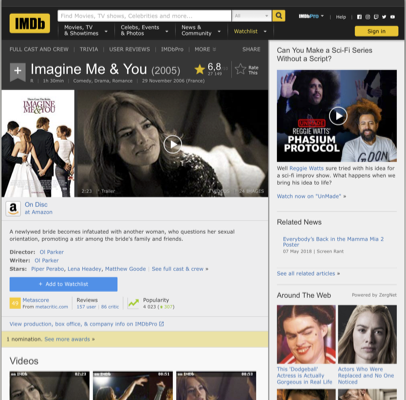 IMDb
Find Movies, TV shows, Celebrities and more...
All
IMDbPro
Help
Movies, TV
& Showtimes
Celebs, Events
& Photos
News &
Community
Watchlist
Sign in
FULL CAST AND CREW | TRIVIA | USER REVIEWS | IMDbPro | MORE
SHARE
Imagine Me & You (2005)
6,8
Rate
This
R | 1h 30min | Comedy, Drama, Romance | 29 November 2006 (France)
IMAGINE
ME & YOU
2:23
Trailer
On Disc
at Amazon
A newlywed bride becomes infatuated with another woman, who questions her sexual
orientation, promoting a stir among the bride's family and friends.
Director: Ol Parker
Writer: Ol Parker
Stars: Piper Perabo, Lena Headey, Matthew Goode | See full cast & crew »
+ Add to Watchlist
Metascore
From metacritic.com
Reviews
157 user | 86 critic
Popularity
4 023
View production, box office, & company info on IMDbPro
1 nomination. See more awards »
Videos
Can You Make a Sci-Fi Series
Without a Script?
REGGIE WATTS'
PHASIUM
PROTOCOL
Well Reggie Watts sure tried with his idea for
a sci-fi improv show. What happens when we
bring his idea to life?
Watch now on "UnMade" »
Related News
Everybody's Back in the Mamma Mia 2
Poster
07 May 2018 | Screen Rant
See all related articles »
Around The Web
Powered by ZergNet
This 'Dodgeball'
Actress is Actually
Gorgeous in Real Life
Actors Who Were
Replaced and No One
Noticed